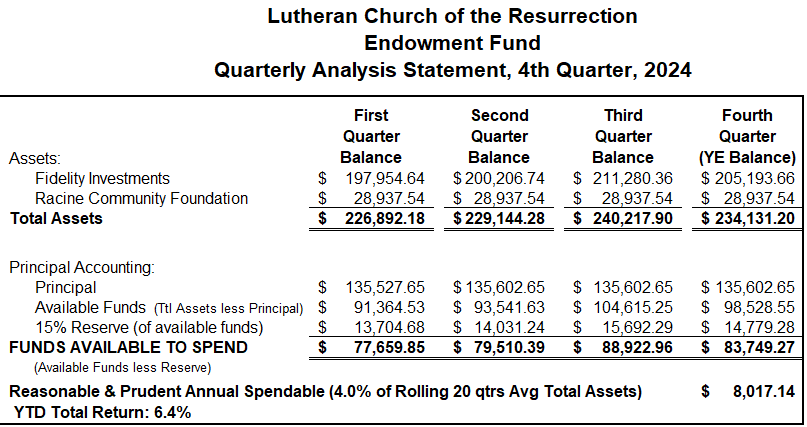 Lutheran Church of the Resurrection
Endowment Fund
Quarterly Analysis Statement, 4th Quarter, 2024
First Second Third Fourth
Quarter Quarter Quarter Quarter
Assets: Balance Balance Balance (YE Balance)
Fidelity Investments $ 197,954.64 $ 200,206.74 $ 211,280.36 $ 205,193.66
Racine Community Foundation $ 28,937.54 $ 28,937.54 $ 28,937.54 $ 28,937.54
Total Assets $ 226,892.18 $ 229,144.28 $ 240,217.90 $ 234,131.20
Principal Accounting:
Principal $ 135,527.65 $ 135,602.65 $ 135,602.65 $ 135,602.65
Available Funds (Ttl Assets less Principal) $ 91,364.53 $ 93,541.63 $ 104,615.25 $ 98,528.55
15% Reserve (of available funds) $ 13,704.68 $ 14,031.24 $ 15,692.29 $ 14,779.28
FUNDS AVAILABLE TO SPEND $ 77,659.85 $ 79,510.39 $ 88,922.96 $ 83,749.27
(Available Funds less Reserve)
Reasonable & Prudent Annual Spendable (4.0% of Rolling 20 qtrs Avg Total Assets) $ 8,017.14
YTD Total Return: 6.4%